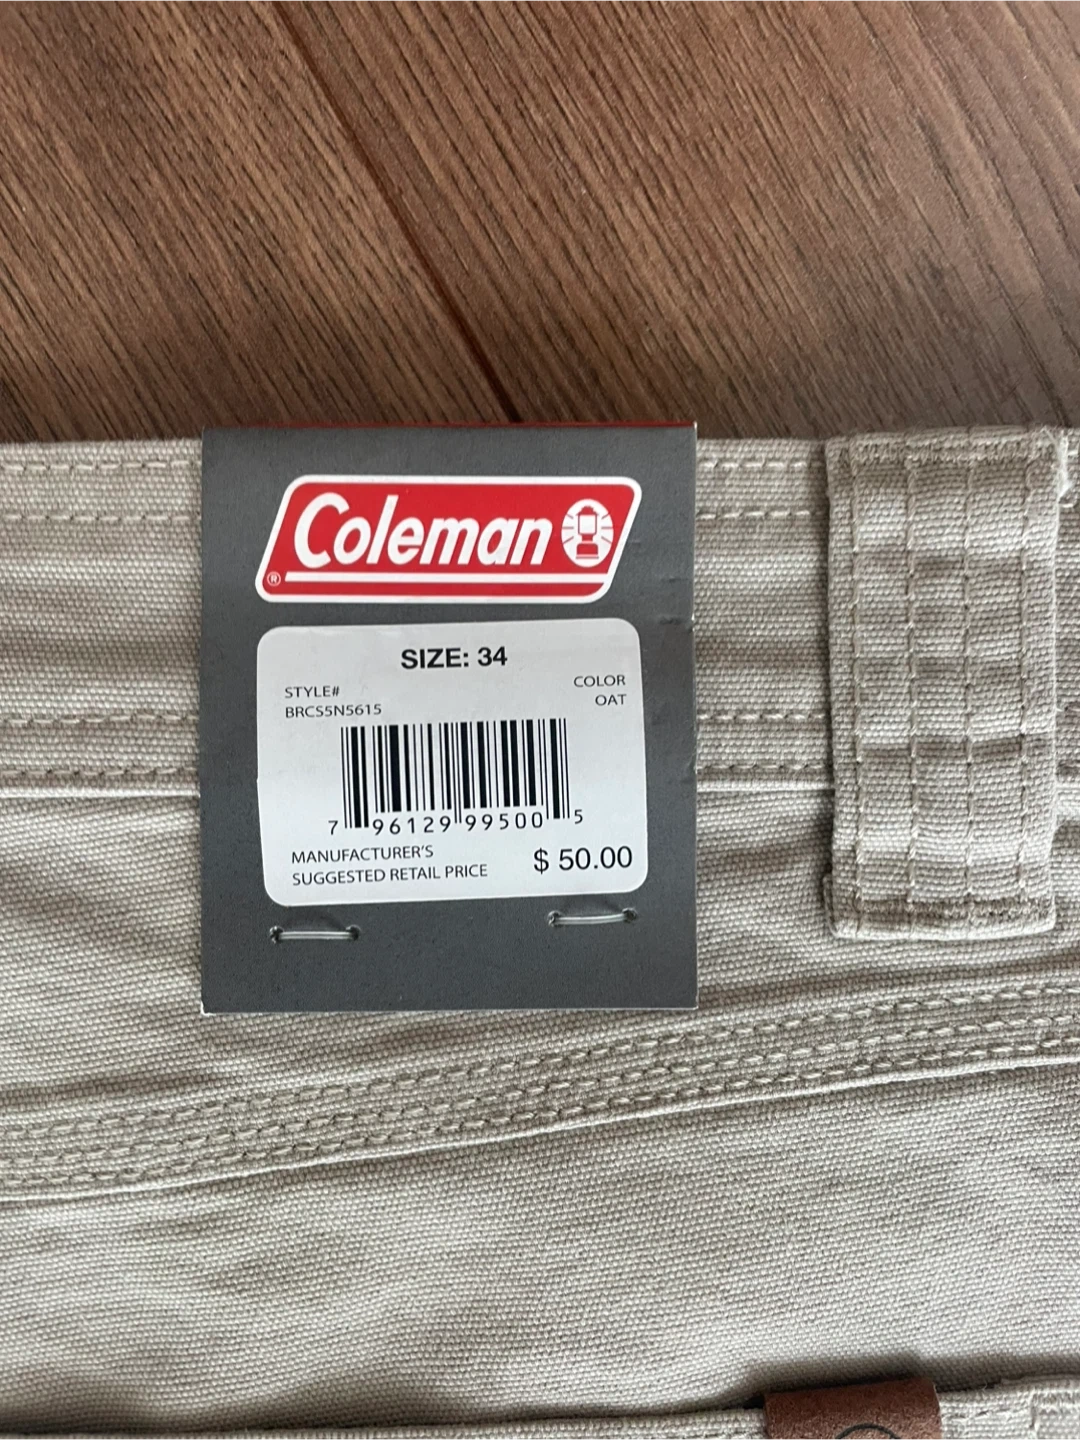 Coleman
®
SIZE: 34
STYLE#
BRCS5N5615
COLOR
OAT
7 96129 99500 5
MANUFACTURER'S
SUGGESTED RETAIL PRICE
$ 50.00